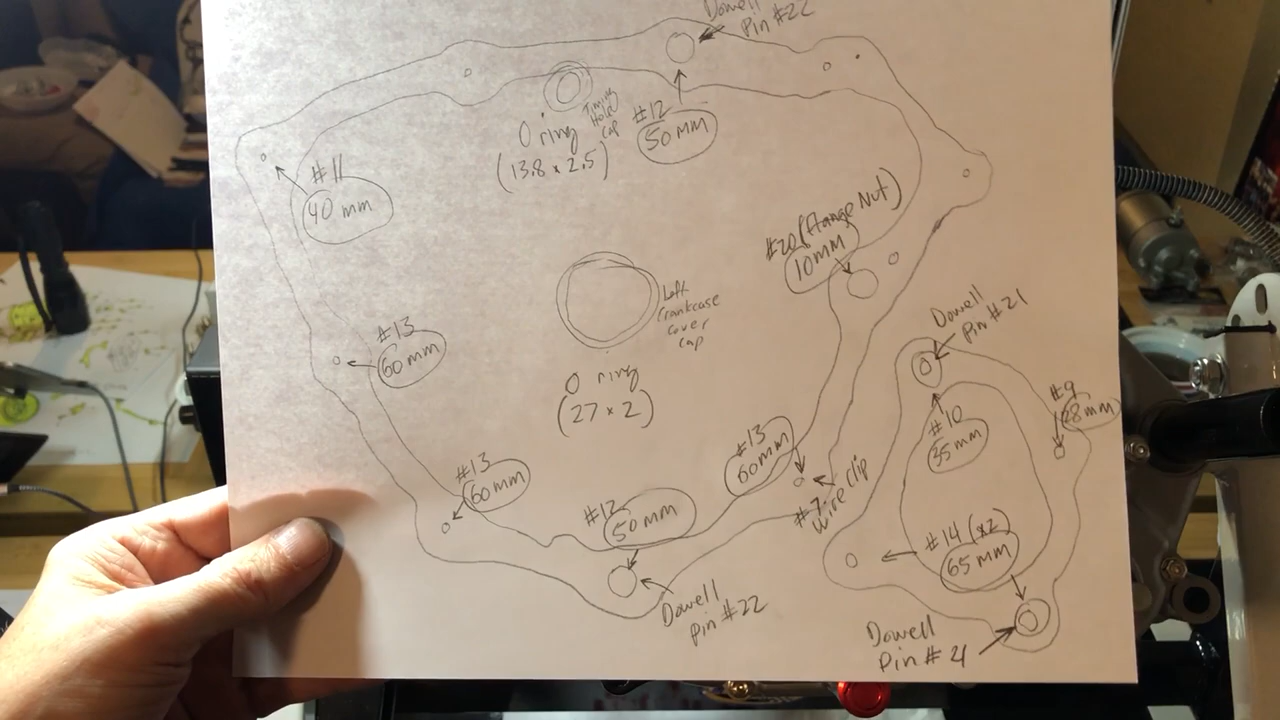 Dowell
Pin #22
#12
50 mm
Timing
Hole
cap
O ring
(13.8 x 2.5)
#11
40 mm
#20 (flange Nut)
10 mm
Left
Crankcase
cover
cap
O ring
(27 x 2)
#13
60 mm
#13
60 mm
#12
50 mm
#13
60 mm
#7
wire clip
Dowell
pin #22
Dowell
pin #21
#9
28 mm
#10
35 mm
#14 (x2)
65 mm
Dowell
Pin # 21